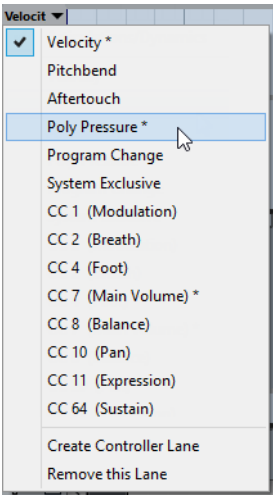 Velocit
Velocity *
Pitchbend
Aftertouch
Poly Pressure *
Program Change
System Exclusive
CC 1 (Modulation)
CC 2 (Breath)
CC 4 (Foot)
CC 7 (Main Volume) *
CC 8 (Balance)
CC 10 (Pan)
CC 11 (Expression)
CC 64 (Sustain)
Create Controller Lane
Remove this Lane